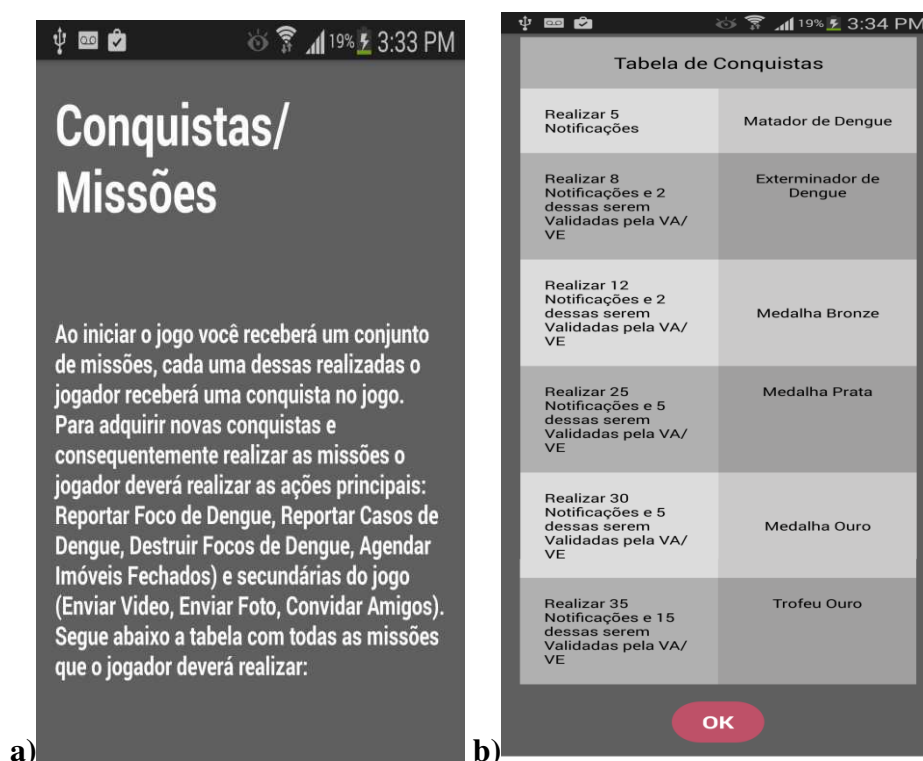 19% 3:33 PM
Conquistas/
Missões
Ao iniciar o jogo você receberá um conjunto
de missões, cada uma dessas realizadas o
jogador receberá uma conquista no jogo.
Para adquirir novas conquistas e
consequentemente realizar as missões o
jogador deverá realizar as ações principais:
Reportar Foco de Dengue, Reportar Casos de
Dengue, Destruir Focos de Dengue, Agendar
Imóveis Fechados) e secundárias do jogo
(Enviar Video, Enviar Foto, Convidar Amigos).
Segue abaixo a tabela com todas as missões
que o jogador deverá realizar:
a)
19% 3:34 PM
Tabela de Conquistas
Realizar 5
Notificações
Matador de Dengue
Realizar 8
Notificações e 2
dessas serem
Validadas pela VA/
VE
Exterminador de
Dengue
Realizar 12
Notificações e 2
dessas serem
Validadas pela VA/
VE
Medalha Bronze
Realizar 25
Notificações e 5
dessas serem
Validadas pela VA/
VE
Medalha Prata
Realizar 30
Notificações e 5
dessas serem
Validadas pela VA/
VE
Medalha Ouro
Realizar 35
Notificações e 15
dessas serem
Validadas pela VA/
VE
Trofeu Ouro
OK
b)